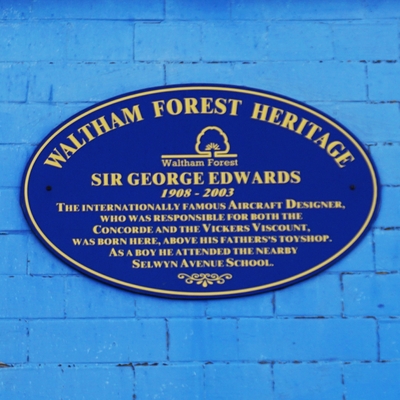 WALTHAM FOREST HERITAGE
Waltham Forest
SIR GEORGE EDWARDS
1908 - 2003
THE INTERNATIONALLY FAMOUS AIRCRAFT DESIGNER,
WHO WAS RESPONSIBLE FOR BOTH THE
CONCORDE AND THE VICKERS VISCOUNT,
WAS BORN HERE, ABOVE HIS FATHERS'S TOYSHOP.
AS A BOY HE ATTENDED THE NEARBY
SELWYN AVENUE SCHOOL.